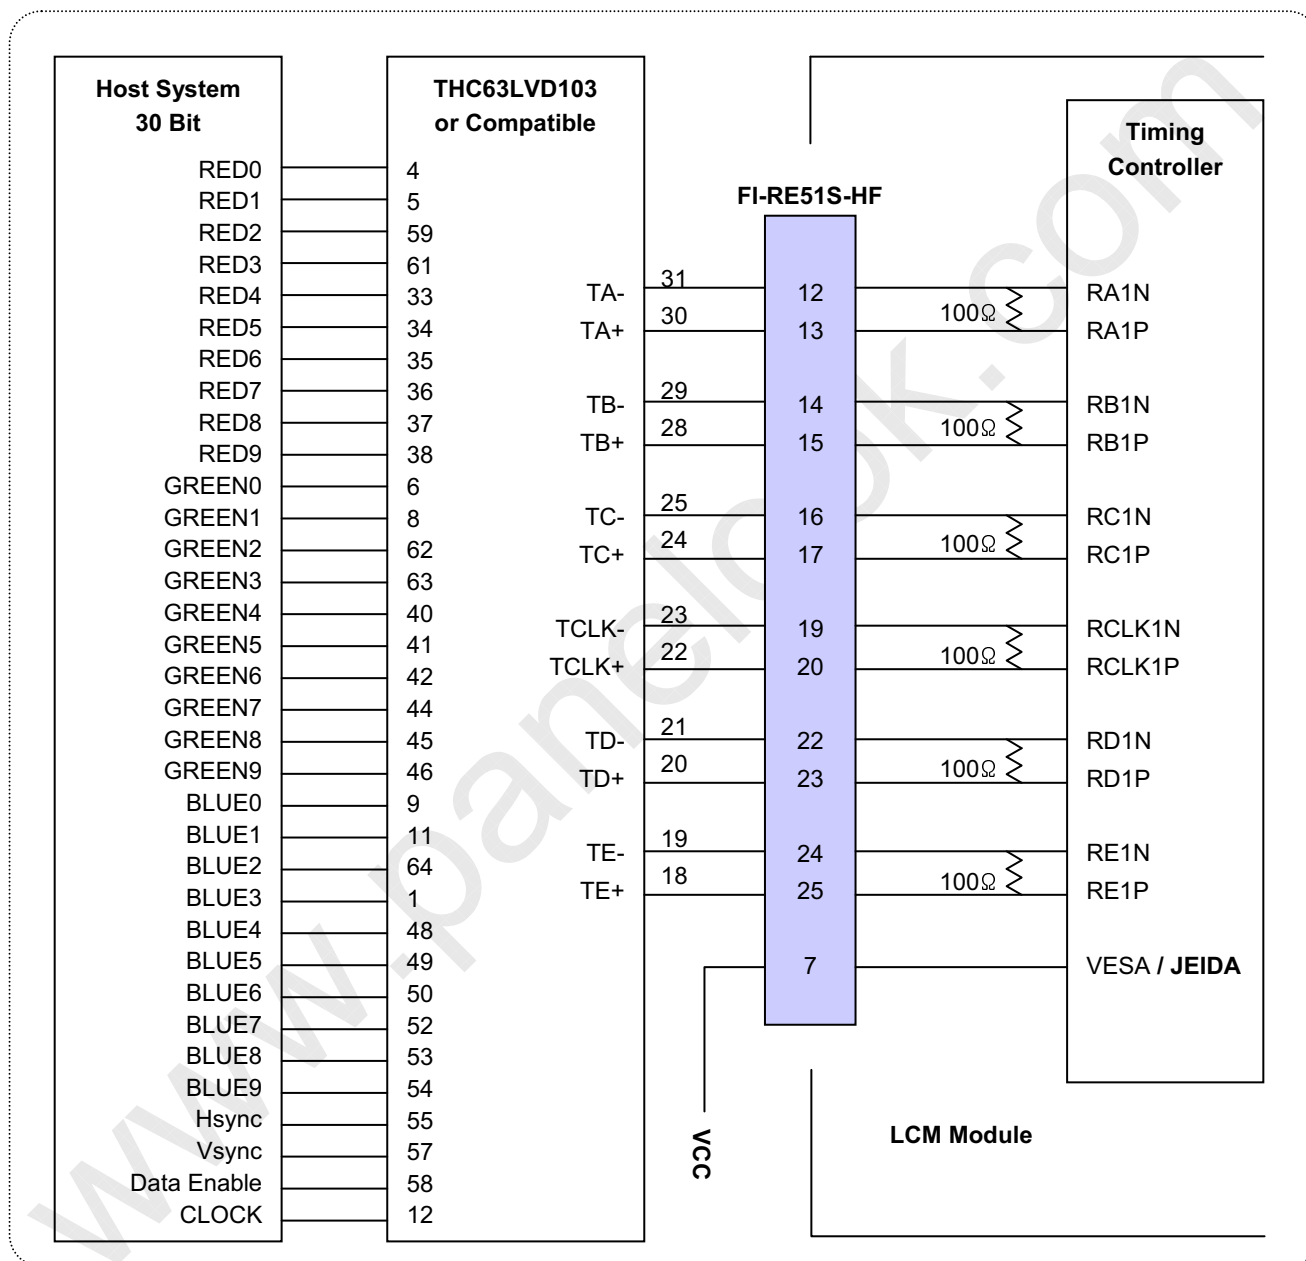 Host System
30 Bit
RED0
RED1
RED2
RED3
RED4
RED5
RED6
RED7
RED8
RED9
GREEN0
GREEN1
GREEN2
GREEN3
GREEN4
GREEN5
GREEN6
GREEN7
GREEN8
GREEN9
BLUE0
BLUE1
BLUE2
BLUE3
BLUE4
BLUE5
BLUE6
BLUE7
BLUE8
BLUE9
Hsync
Vsync
Data Enable
CLOCK
THC63LVD103
or Compatible
4
5
59
61
33
34
35
36
37
38
6
8
62
63
40
41
42
44
45
46
9
11
64
1
48
49
50
52
53
54
55
57
58
12
TA-
TA+
TB-
TB+
TC-
TC+
TCLK-
TCLK+
TD-
TD+
TE-
TE+
31
30
29
28
25
24
23
22
21
20
19
18
FI-RE51S-HF
12
13
14
15
16
17
19
20
22
23
24
25
7
VCC
100Ω
100Ω
100Ω
100Ω
100Ω
100Ω
Timing
Controller
RA1N
RA1P
RB1N
RB1P
RC1N
RC1P
RCLK1N
RCLK1P
RD1N
RD1P
RE1N
RE1P
VESA / JEIDA
LCM Module
www.panelook.com